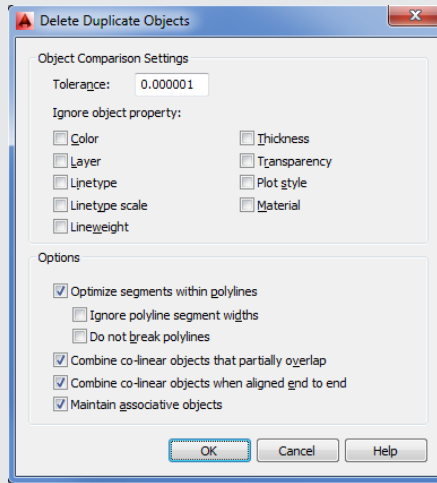 Delete Duplicate Objects
Object Comparison Settings
Tolerance: 0.000001
Ignore object property:
Color
Thickness
Layer
Transparency
Linetype
Plot style
Linetype scale
Material
Lineweight
Options
Optimize segments within polylines
Ignore polyline segment widths
Do not break polylines
Combine co-linear objects that partially overlap
Combine co-linear objects when aligned end to end
Maintain associative objects
OK Cancel Help